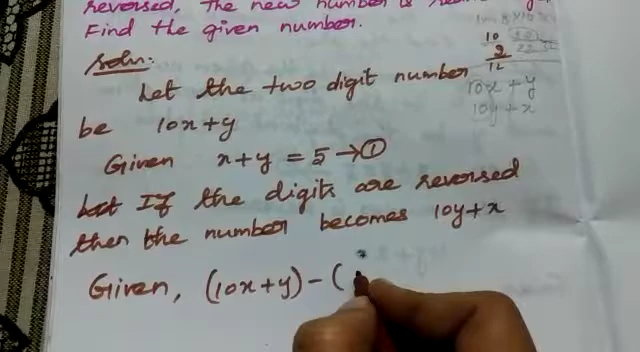 reversed, the new number is
Find the given number.
Soln:
Let the two digit number
be 10x+y
Given x+y = 5 → ①
If the digits are reversed
then the number becomes 10y+x
Given, (10x+y) - (
10
2
12
10x+y
10y+x